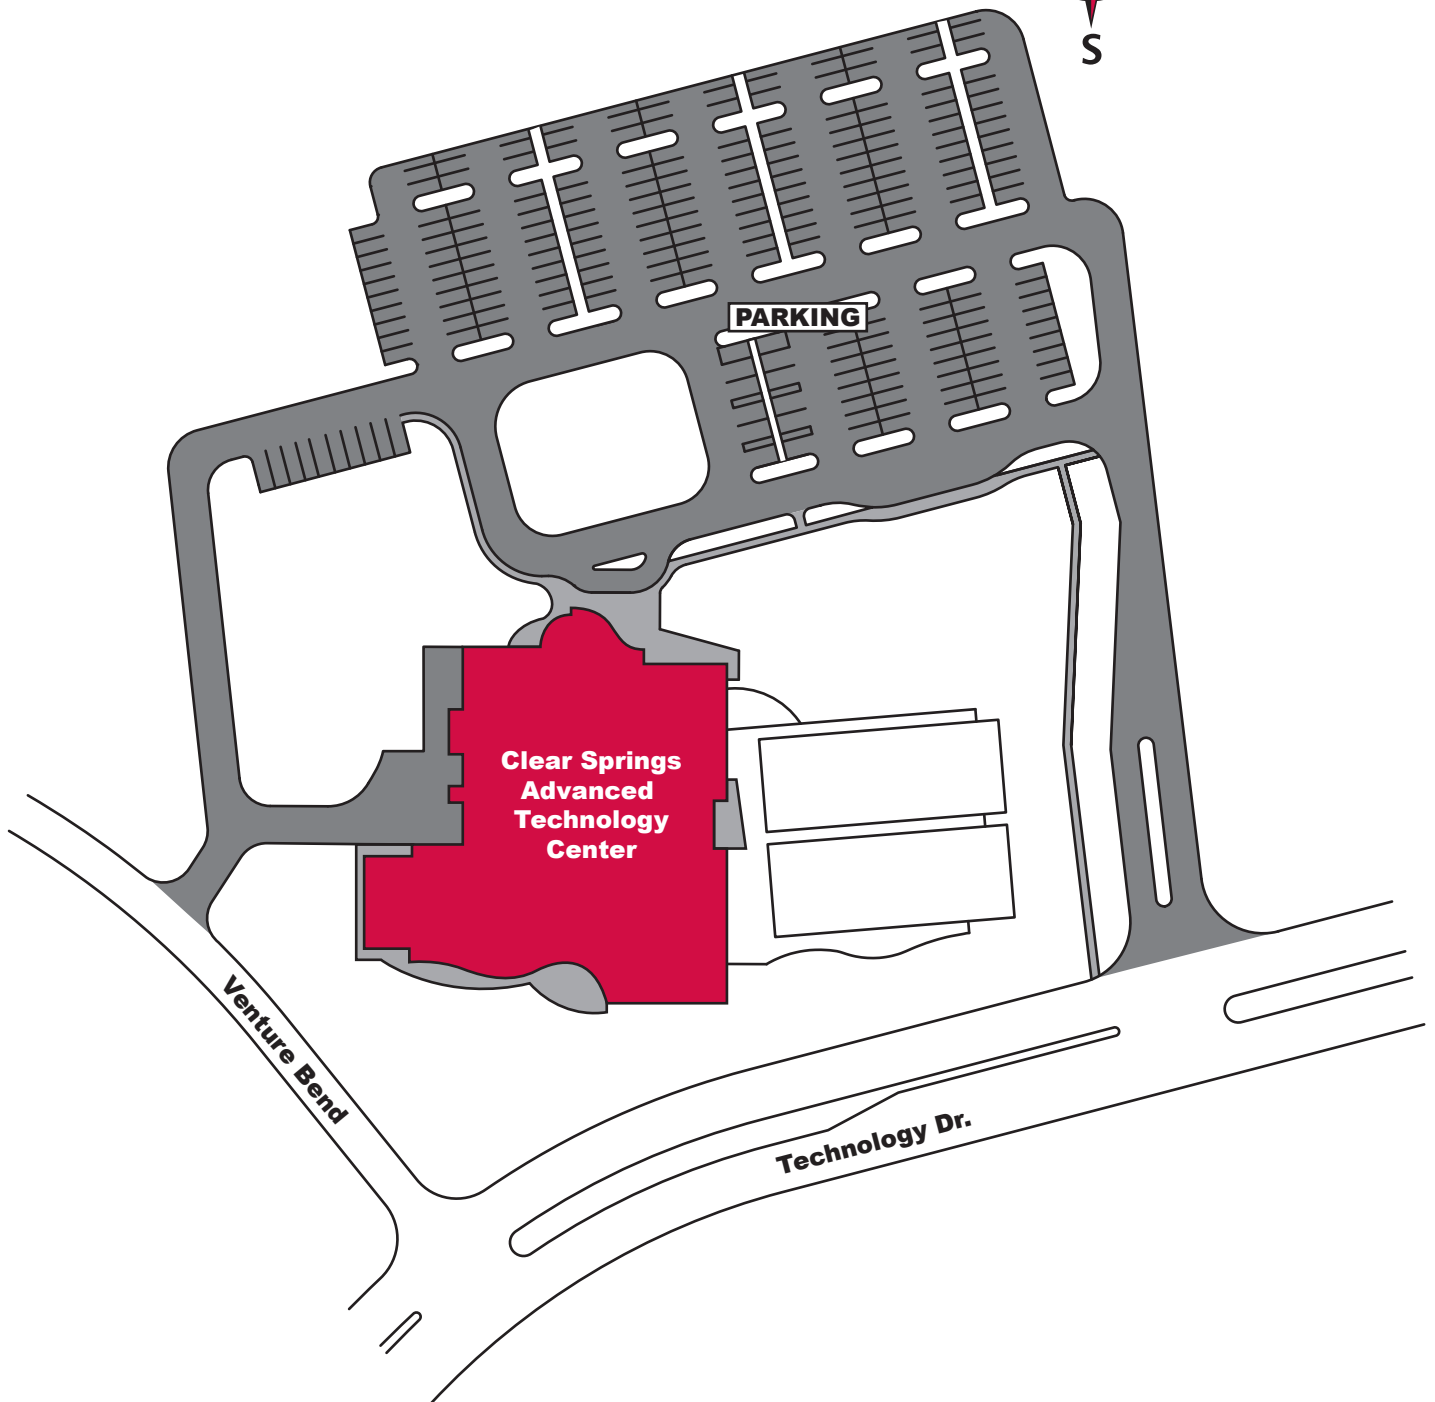 S
PARKING
Clear Springs
Advanced
Technology
Center
Venture Bend
Technology Dr.